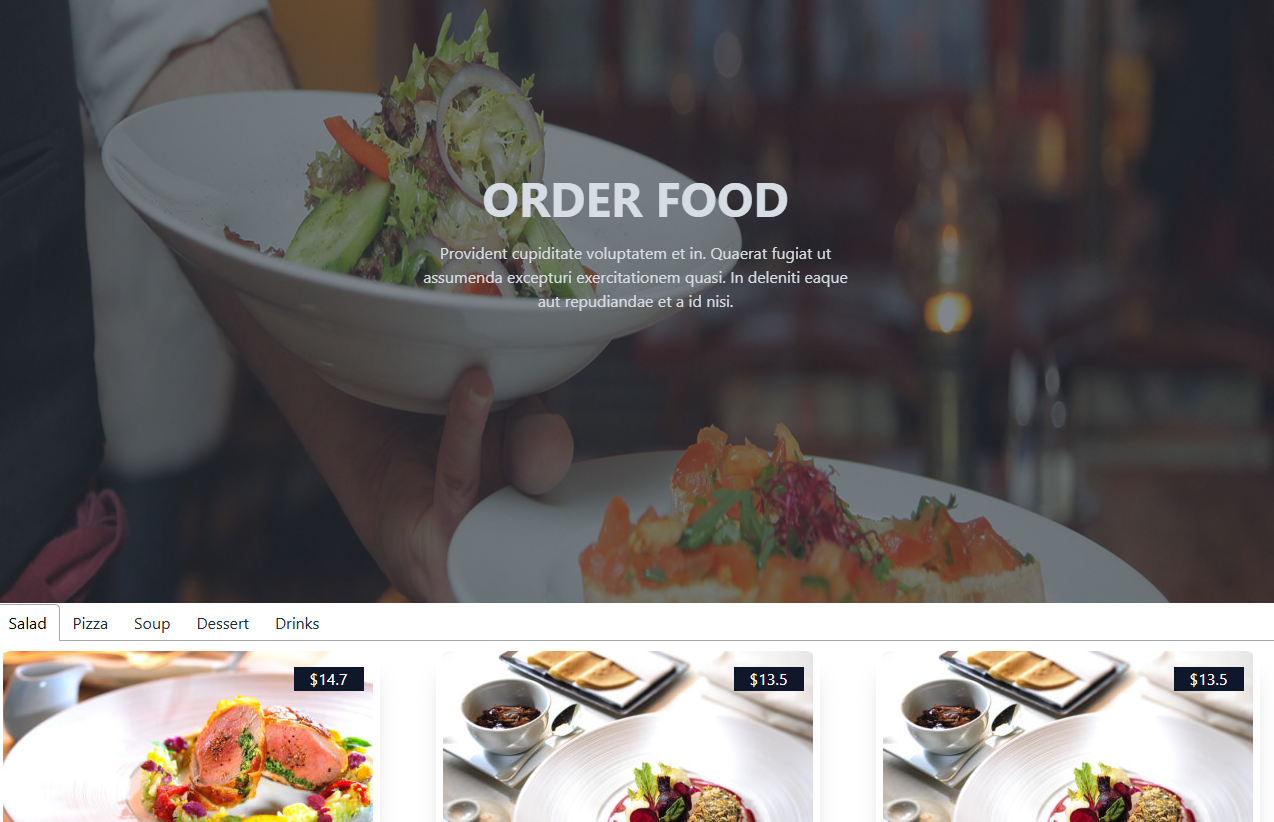 ORDER FOOD
Provident cupiditate voluptatem et in. Quaerat fugiat ut
assumenda excepturi exercitationem quasi. In deleniti eaque
aut repudiandae et a id nisi.
Salad Pizza Soup Dessert Drinks
$14.7 $13.5 $13.5